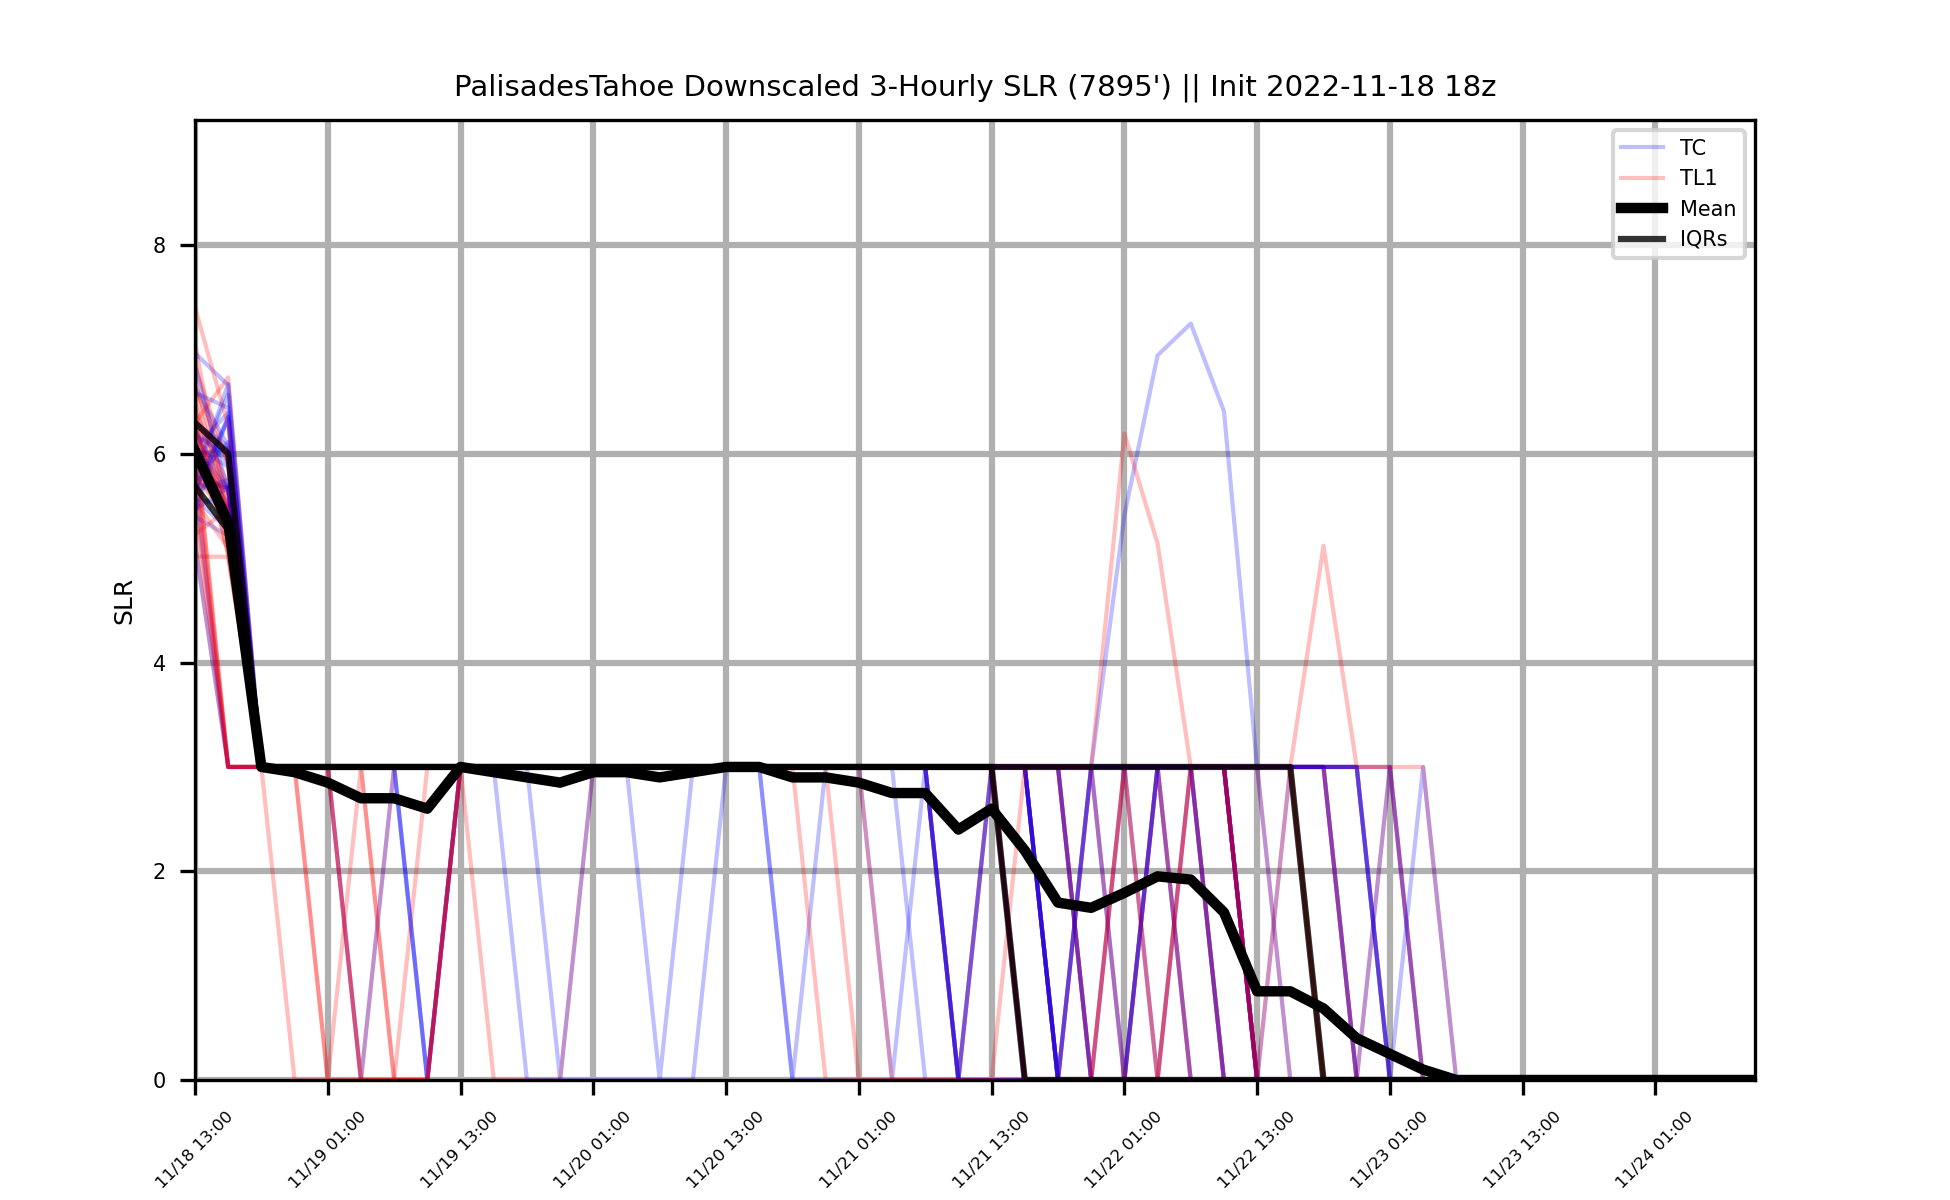 PalisadesTahoe Downscaled 3-Hourly SLR (7895') || Init 2022-11-18 18z
TC
TL1
Mean
IQRs
8
6
4
2
0
SLR
11/18 13:00
11/19 01:00
11/19 13:00
11/20 01:00
11/20 13:00
11/21 01:00
11/21 13:00
11/22 01:00
11/22 13:00
11/23 01:00
11/23 13:00
11/24 01:00